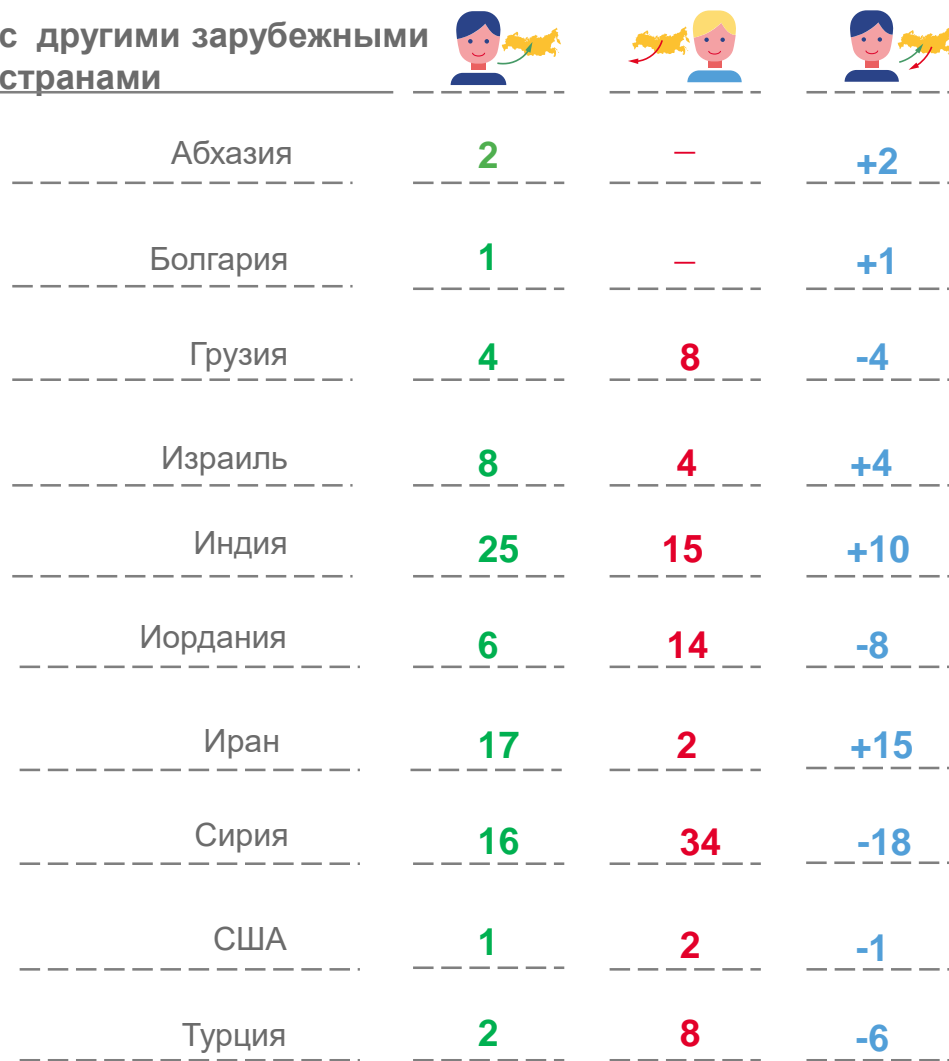 с другими зарубежными
странами
Абхазия 2 – +2
Болгария 1 – +1
Грузия 4 8 -4
Израиль 8 4 +4
Индия 25 15 +10
Иордания 6 14 -8
Иран 17 2 +15
Сирия 16 34 -18
США 1 2 -1
Турция 2 8 -6